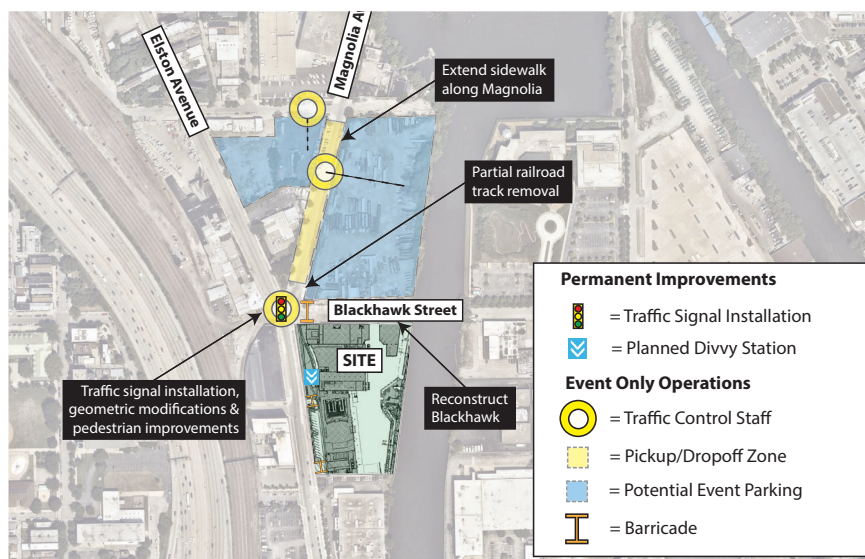 Elston Avenue
Magnolia Av
Extend sidewalk
along Magnolia
Partial railroad
track removal
Blackhawk Street
SITE
Traffic signal installation,
geometric modifications &
pedestrian improvements
Reconstruct
Blackhawk
Permanent Improvements
= Traffic Signal Installation
= Planned Divvy Station
Event Only Operations
= Traffic Control Staff
= Pickup/Dropoff Zone
= Potential Event Parking
= Barricade